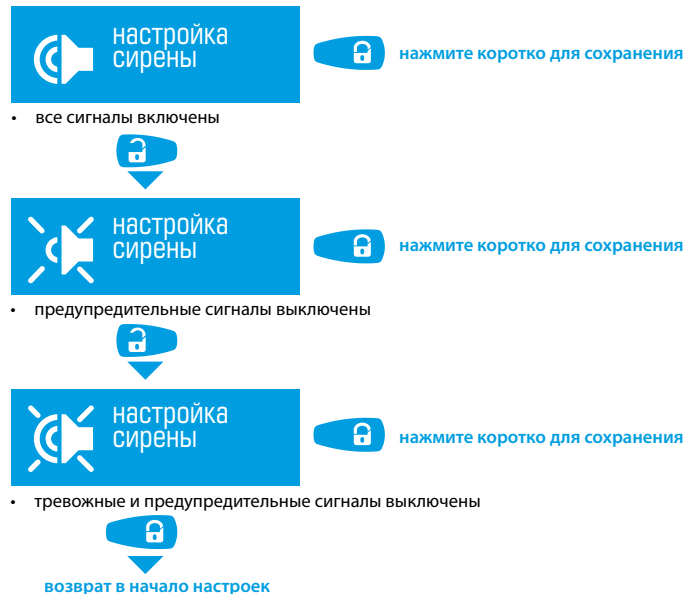 настройка
сирены
нажмите коротко для сохранения
• все сигналы включены
настройка
сирены
нажмите коротко для сохранения
• предупредительные сигналы выключены
настройка
сирены
нажмите коротко для сохранения
• тревожные и предупредительные сигналы выключены
возврат в начало настроек